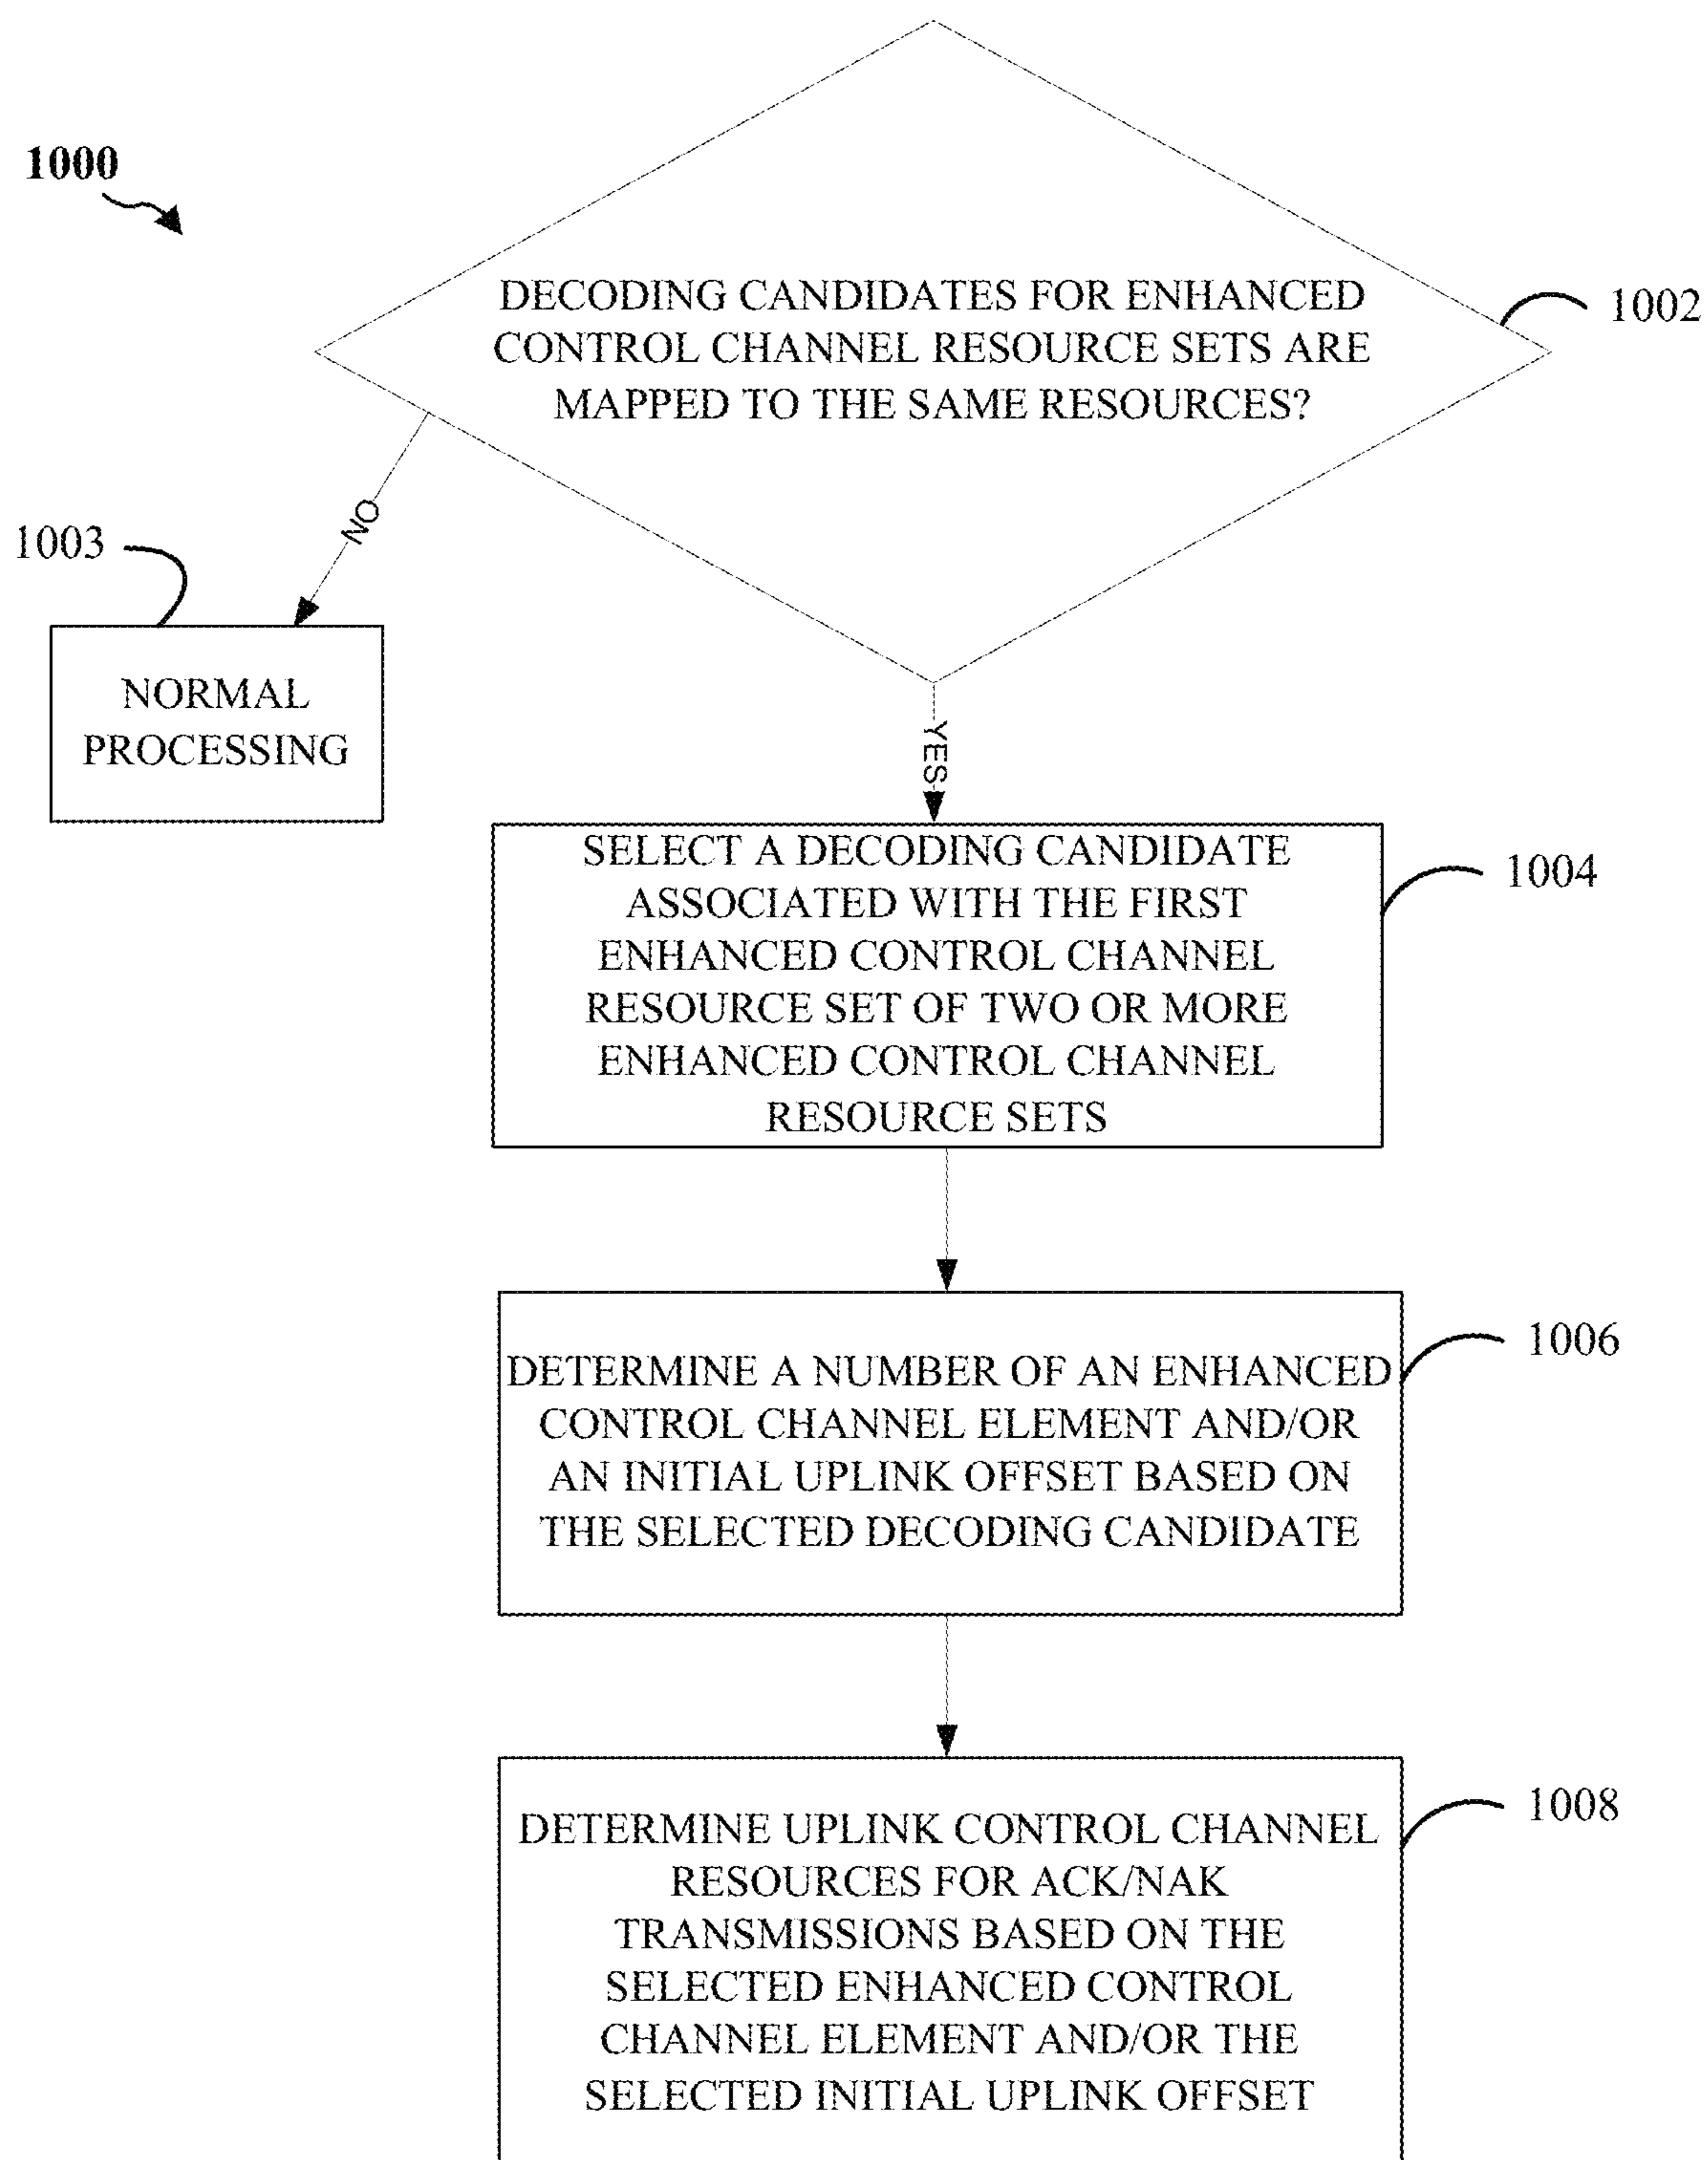 1000
DECODING CANDIDATES FOR ENHANCED
CONTROL CHANNEL RESOURCE SETS ARE
MAPPED TO THE SAME RESOURCES?
1002
NO
1003
NORMAL
PROCESSING
YES
SELECT A DECODING CANDIDATE
ASSOCIATED WITH THE FIRST
ENHANCED CONTROL CHANNEL
RESOURCE SET OF TWO OR MORE
ENHANCED CONTROL CHANNEL
RESOURCE SETS
1004
DETERMINE A NUMBER OF AN ENHANCED
CONTROL CHANNEL ELEMENT AND/OR
AN INITIAL UPLINK OFFSET BASED ON
THE SELECTED DECODING CANDIDATE
1006
DETERMINE UPLINK CONTROL CHANNEL
RESOURCES FOR ACK/NAK
TRANSMISSIONS BASED ON THE
SELECTED ENHANCED CONTROL
CHANNEL ELEMENT AND/OR THE
SELECTED INITIAL UPLINK OFFSET
1008